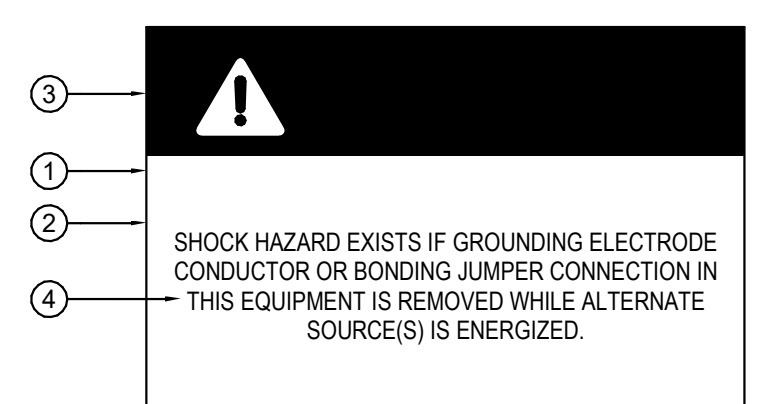 3
1
2
SHOCK HAZARD EXISTS IF GROUNDING ELECTRODE
CONDUCTOR OR BONDING JUMPER CONNECTION IN
4
THIS EQUIPMENT IS REMOVED WHILE ALTERNATE
SOURCE(S) IS ENERGIZED.